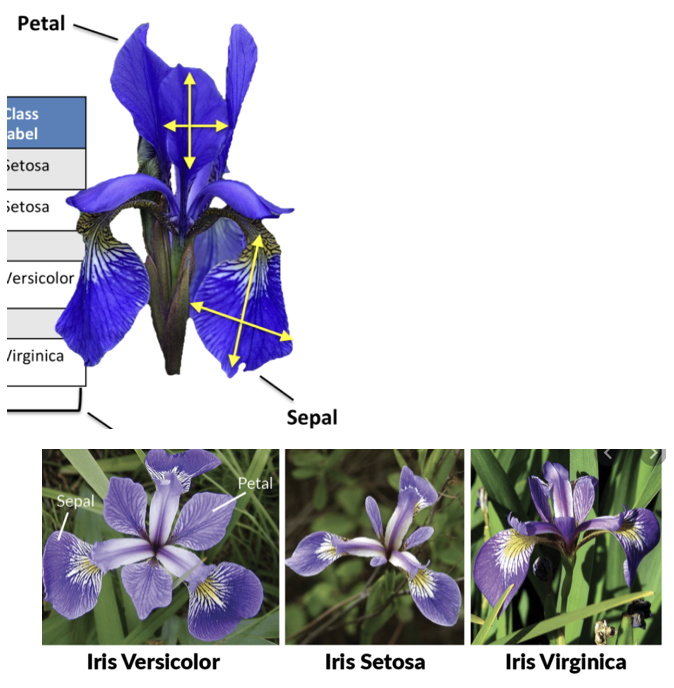 Petal
Class
abel
Setosa
Setosa
Versicolor
Virginica
Sepal
Sepal
Petal
Iris Versicolor
Iris Setosa
Iris Virginica